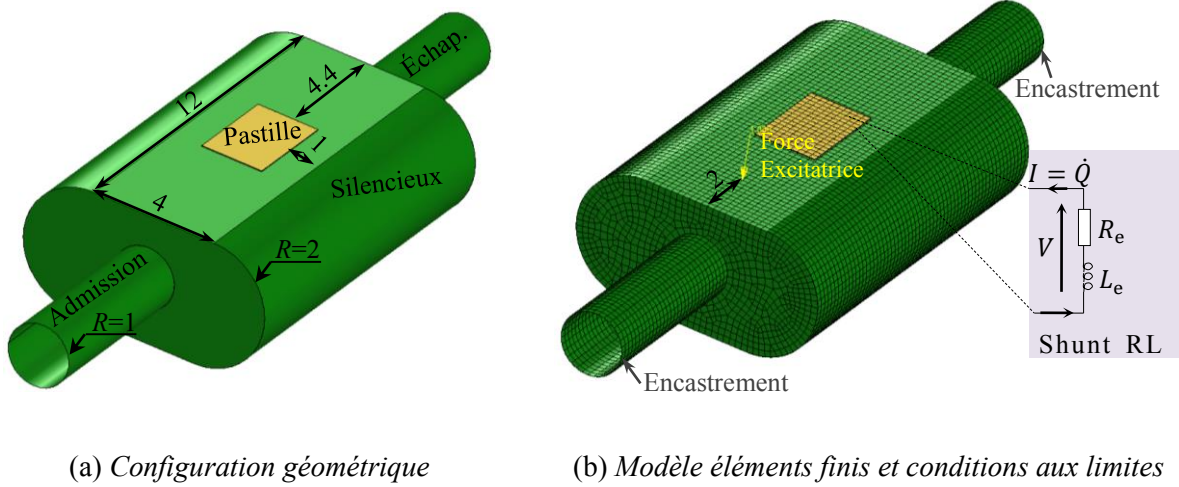 12
4.4
Échap.
Pastille
1
Silencieux
4
R=2
Admission
R=1
Encastrement
Force
Excitatrice
2
I = Q̇
V
Rₑ
Lₑ
Shunt RL
Encastrement
(a) Configuration géométrique
(b) Modèle éléments finis et conditions aux limites